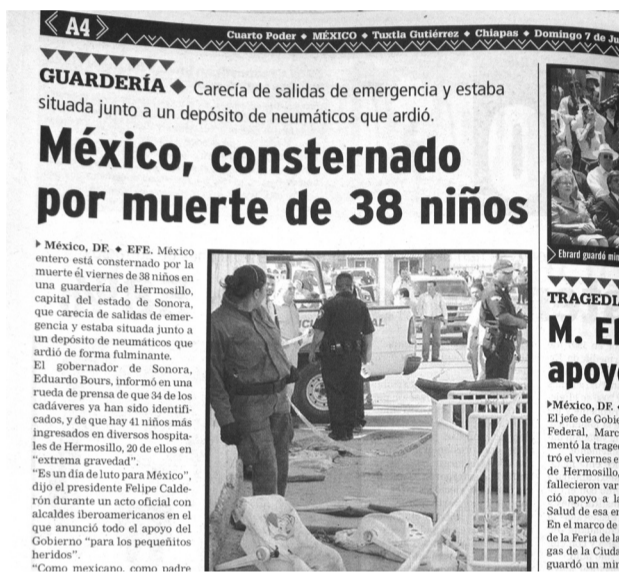 A4
Cuarto Poder ♦ MÉXICO ♦ Tuxtla Gutiérrez ♦ Chiapas ♦ Domingo 7 de Ju
GUARDERÍA ♦ Carecía de salidas de emergencia y estaba
situada junto a un depósito de neumáticos que ardió.
México, consternado
por muerte de 38 niños
México, DF. ♦ EFE. México
entero está consternado por la
muerte el viernes de 38 niños en
una guardería de Hermosillo,
capital del estado de Sonora,
que carecía de salidas de emer-
gencia y estaba situada junto a
un depósito de neumáticos que
ardió de forma fulminante.
El gobernador de Sonora,
Eduardo Bours, informó en una
rueda de prensa de que 34 de los
cadáveres ya han sido identifi-
cados, y de que hay 41 niños más
ingresados en diversos hospita-
les de Hermosillo, 20 de ellos en
“extrema gravedad”.
“Es un día de luto para México”,
dijo el presidente Felipe Calde-
rón durante un acto oficial con
alcaldes iberoamericanos en el
que anunció todo el apoyo del
Gobierno “para los pequeñitos
heridos”.
“Como mexicano, como padre
Ebrard guardó min
TRAGEDI
M. E
apoy
México, DF. ♦
El jefe de Gobie
Federal, Marc
mentó la trage
tró el viernes e
de Hermosillo,
fallecieron var
ció apoyo a la
Salud de esa en
En el marco de
de la Feria de la
gas de la Ciuda
guardó un min